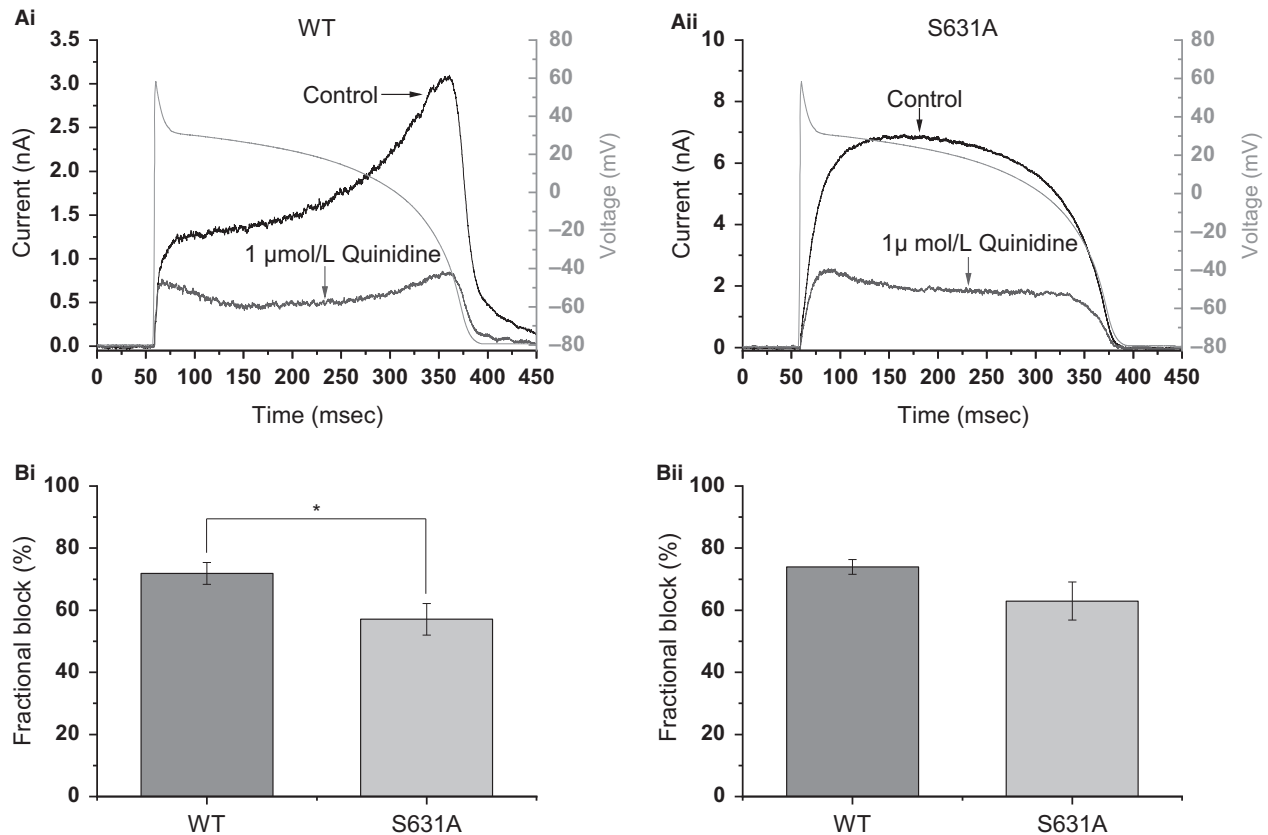 Ai
WT
3.5
3.0
2.5
2.0
1.5
1.0
0.5
0.0
Current (nA)
80
60
40
20
0
−20
−40
−60
−80
Voltage (mV)
Control
1 μmol/L Quinidine
0 50 100 150 200 250 300 350 400 450
Time (msec)
Aii
S631A
10
8
6
4
2
0
Current (nA)
80
60
40
20
0
−20
−40
−60
−80
Voltage (mV)
Control
1μ mol/L Quinidine
0 50 100 150 200 250 300 350 400 450
Time (msec)
Bi
100
80
60
40
20
0
Fractional block (%)
*
WT S631A
Bii
100
80
60
40
20
0
Fractional block (%)
WT S631A